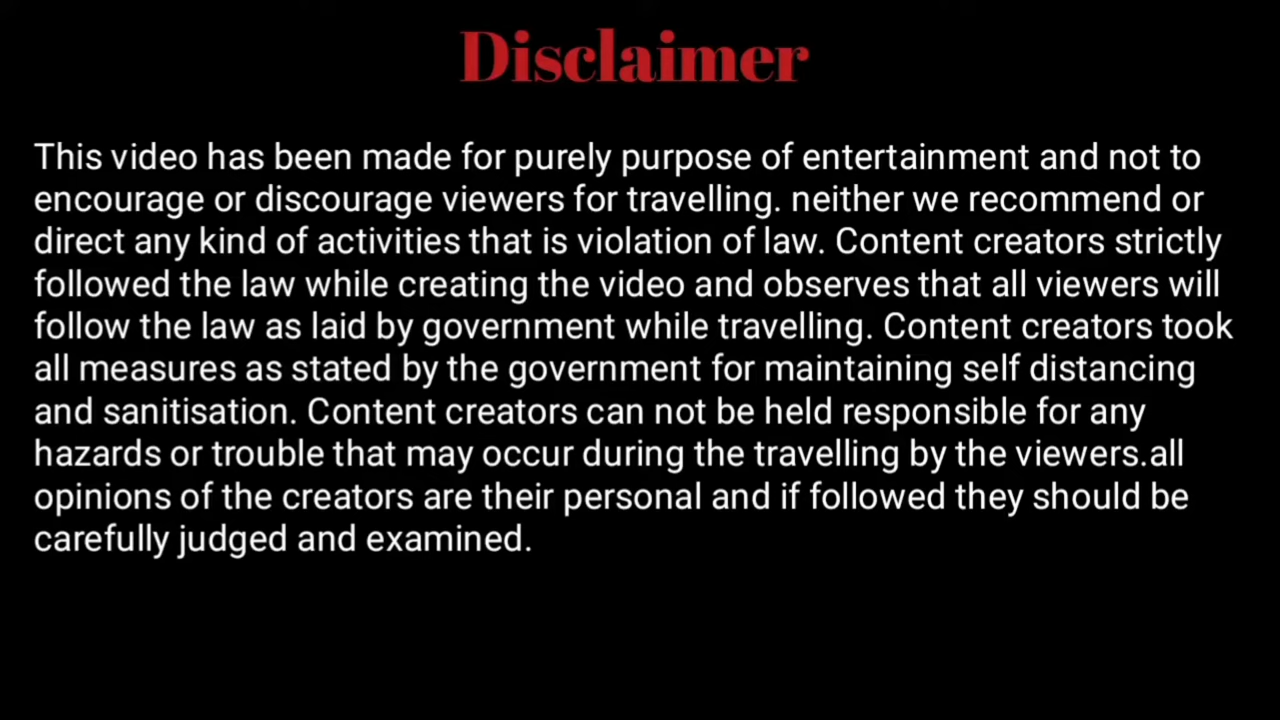 Disclaimer
This video has been made for purely purpose of entertainment and not to
encourage or discourage viewers for travelling. neither we recommend or
direct any kind of activities that is violation of law. Content creators strictly
followed the law while creating the video and observes that all viewers will
follow the law as laid by government while travelling. Content creators took
all measures as stated by the government for maintaining self distancing
and sanitisation. Content creators can not be held responsible for any
hazards or trouble that may occur during the travelling by the viewers.all
opinions of the creators are their personal and if followed they should be
carefully judged and examined.